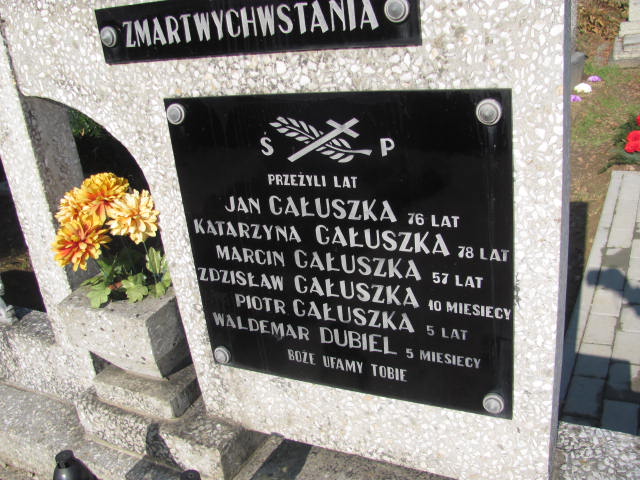 ZMARTWYCHWSTANIA
Ś P
PRZEŻYLI LAT
JAN CAŁUSZKA 76 LAT
KATARZYNA CAŁUSZKA 78 LAT
MARCIN CAŁUSZKA 57 LAT
ZDZISŁAW CAŁUSZKA 10 MIESIĘCY
PIOTR CAŁUSZKA 5 LAT
WALDEMAR DUBIEL 5 MIESIĘCY
BOŻE UFAMY TOBIE